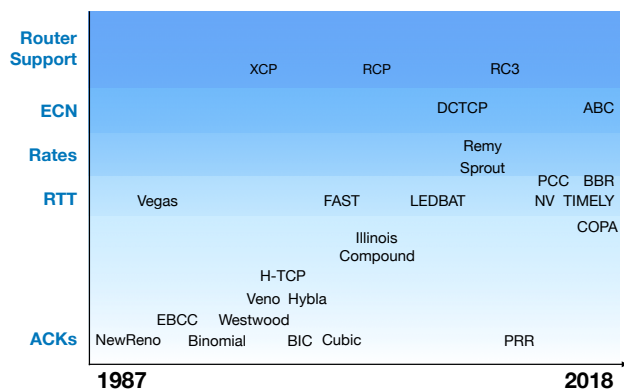 Router
Support
XCP RCP RC3
ECN DCTCP ABC
Remy
Rates Sprout
PCC BBR
RTT Vegas FAST LEDBAT NV TIMELY
COPA
Illinois
Compound
H-TCP
Veno Hybla
EBCC Westwood
ACKs NewReno Binomial BIC Cubic PRR
1987 2018